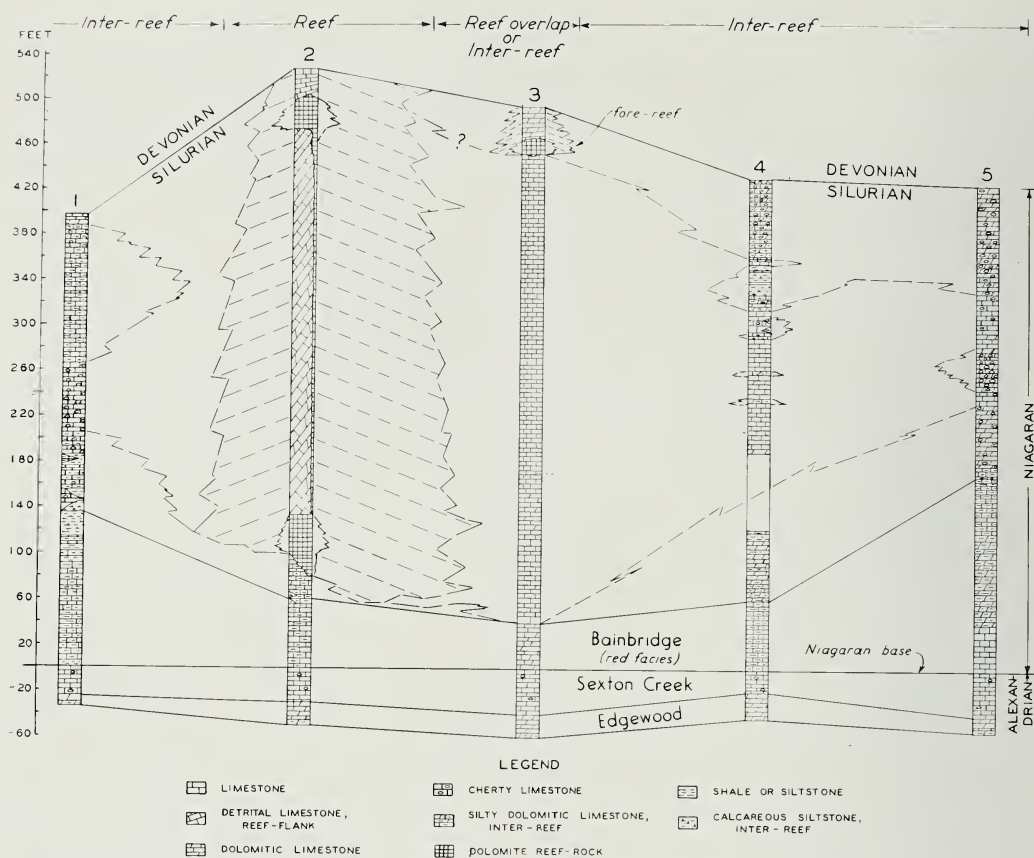 Inter-reef
Reef
Reef overlap
or
Inter-reef
Inter-reef
FEET
540
500
460
420
380
340
300
260
220
180
140
100
60
20
-20
-60
1
2
3
4
5
DEVONIAN
SILURIAN
?
fore-reef
DEVONIAN
SILURIAN
NIAGARAN
ALEXAN-
DRIAN
Bainbridge
(red facies)
Niagaran base
Sexton Creek
Edgewood
LEGEND
LIMESTONE
DETRITAL LIMESTONE,
REEF-FLANK
DOLOMITIC LIMESTONE
CHERTY LIMESTONE
SILTY DOLOMITIC LIMESTONE,
INTER-REEF
DOLOMITE REEF-ROCK
SHALE OR SILTSTONE
CALCAREOUS SILTSTONE,
INTER-REEF